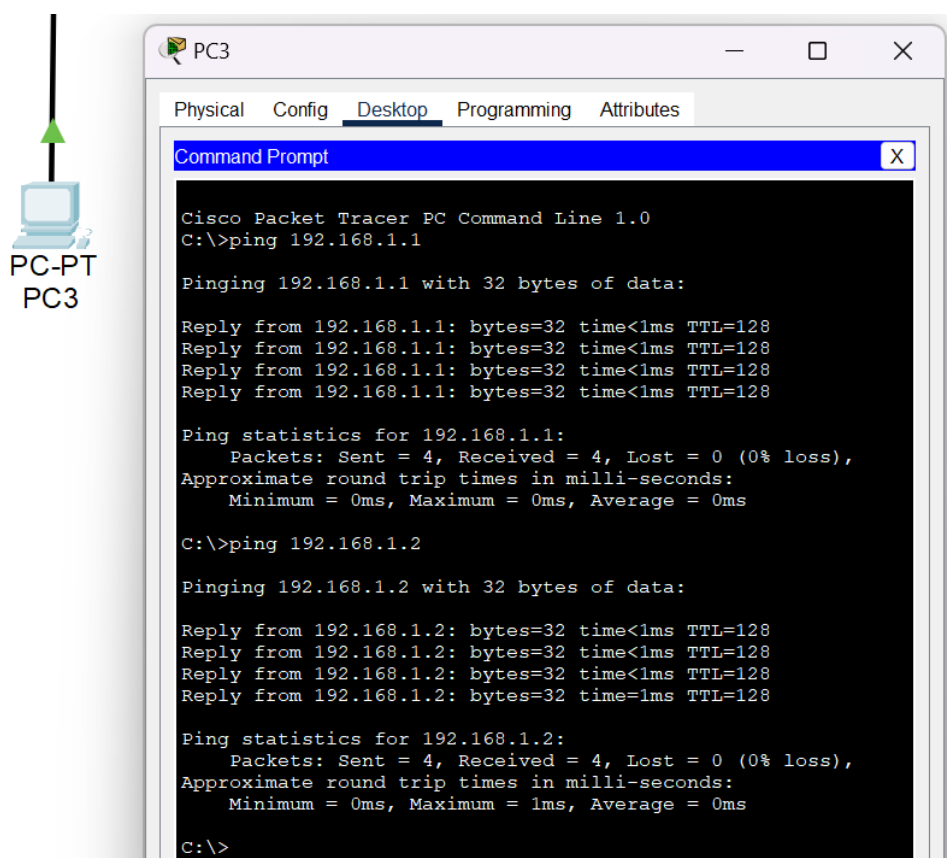 PC3
Physical Config Desktop Programming Attributes
Command Prompt
X
Cisco Packet Tracer PC Command Line 1.0
C:\>ping 192.168.1.1
Pinging 192.168.1.1 with 32 bytes of data:
Reply from 192.168.1.1: bytes=32 time<1ms TTL=128
Reply from 192.168.1.1: bytes=32 time<1ms TTL=128
Reply from 192.168.1.1: bytes=32 time<1ms TTL=128
Reply from 192.168.1.1: bytes=32 time<1ms TTL=128
Ping statistics for 192.168.1.1:
Packets: Sent = 4, Received = 4, Lost = 0 (0% loss),
Approximate round trip times in milli-seconds:
Minimum = 0ms, Maximum = 0ms, Average = 0ms
C:\>ping 192.168.1.2
Pinging 192.168.1.2 with 32 bytes of data:
Reply from 192.168.1.2: bytes=32 time<1ms TTL=128
Reply from 192.168.1.2: bytes=32 time<1ms TTL=128
Reply from 192.168.1.2: bytes=32 time<1ms TTL=128
Reply from 192.168.1.2: bytes=32 time=1ms TTL=128
Ping statistics for 192.168.1.2:
Packets: Sent = 4, Received = 4, Lost = 0 (0% loss),
Approximate round trip times in milli-seconds:
Minimum = 0ms, Maximum = 1ms, Average = 0ms
C:\>
PC-PT
PC3